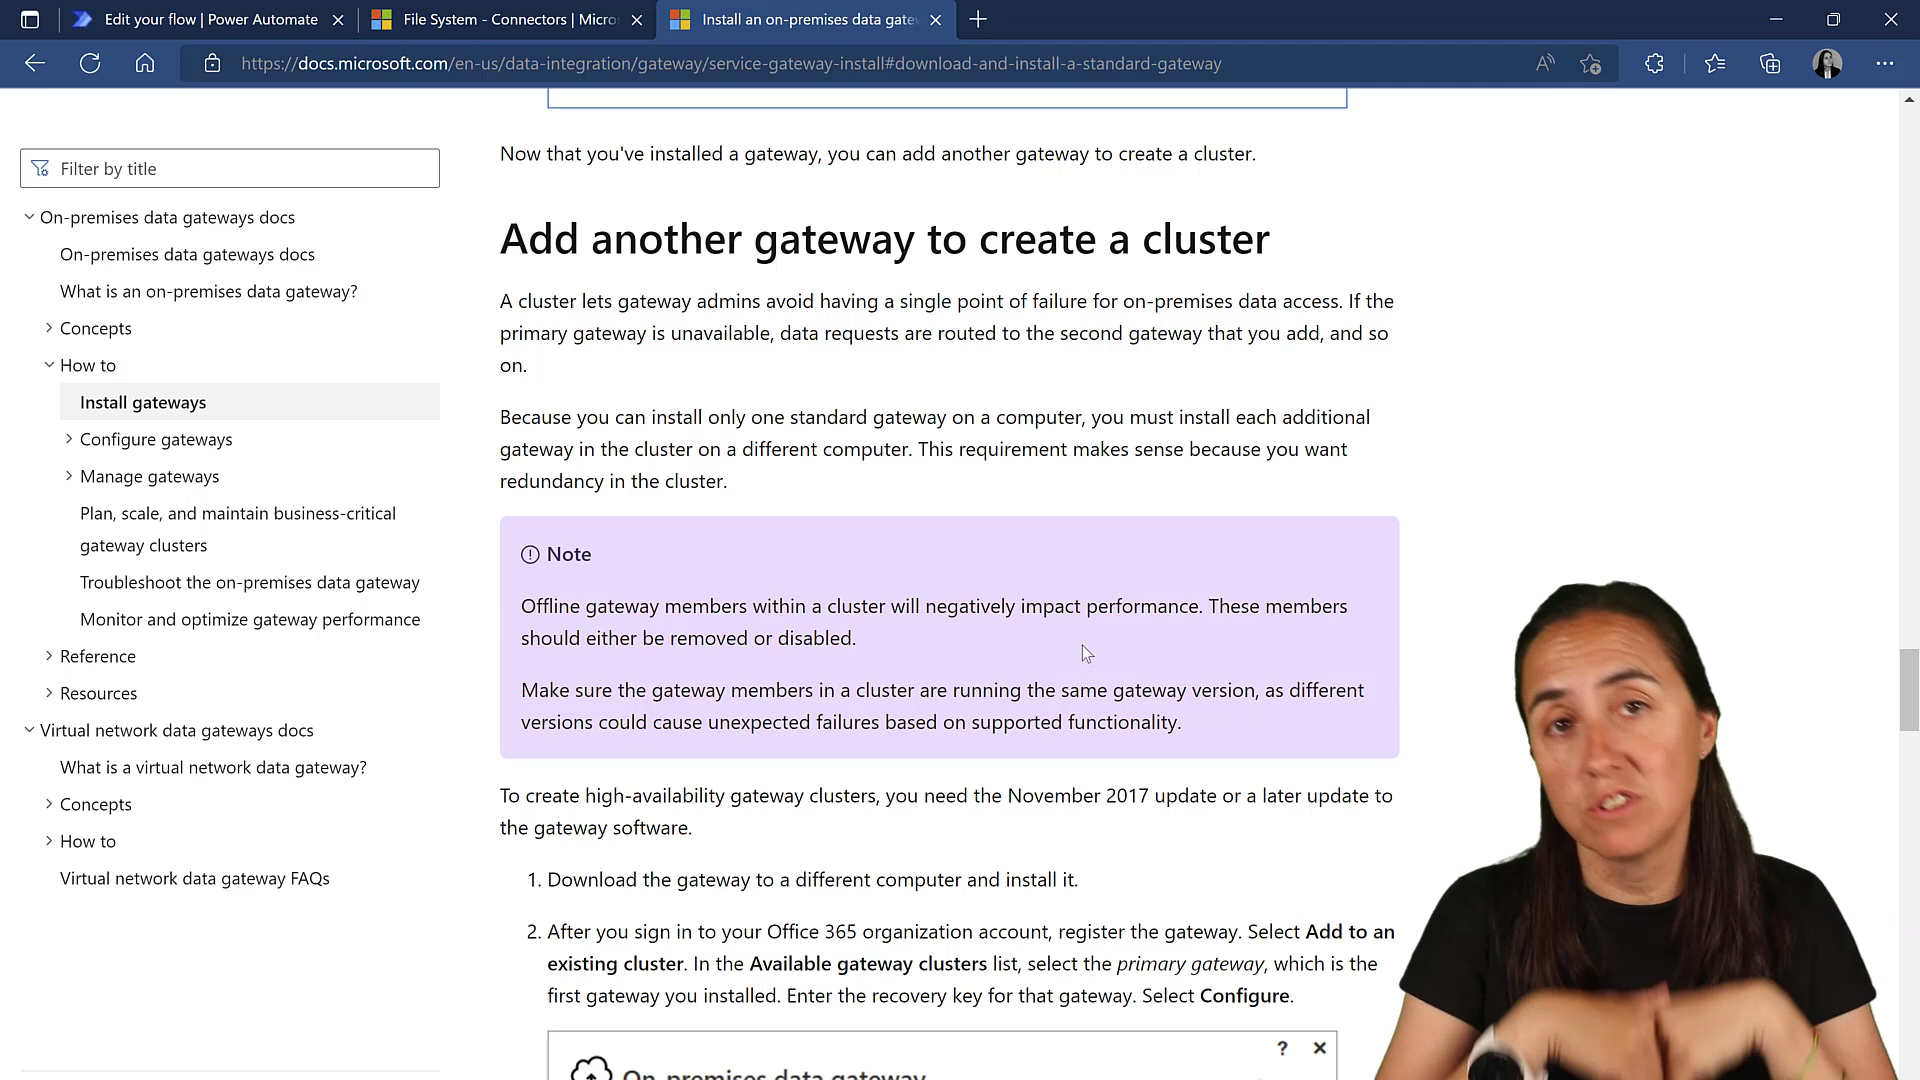 Edit your flow | Power Automate
File System - Connectors | Micro
Install an on-premises data gate
https://docs.microsoft.com/en-us/data-integration/gateway/service-gateway-install#download-and-install-a-standard-gateway
Filter by title
On-premises data gateways docs
On-premises data gateways docs
What is an on-premises data gateway?
Concepts
How to
Install gateways
Configure gateways
Manage gateways
Plan, scale, and maintain business-critical
gateway clusters
Troubleshoot the on-premises data gateway
Monitor and optimize gateway performance
Reference
Resources
Virtual network data gateways docs
What is a virtual network data gateway?
Concepts
How to
Virtual network data gateway FAQs
Now that you've installed a gateway, you can add another gateway to create a cluster.
Add another gateway to create a cluster
A cluster lets gateway admins avoid having a single point of failure for on-premises data access. If the
primary gateway is unavailable, data requests are routed to the second gateway that you add, and so
on.
Because you can install only one standard gateway on a computer, you must install each additional
gateway in the cluster on a different computer. This requirement makes sense because you want
redundancy in the cluster.
Note
Offline gateway members within a cluster will negatively impact performance. These members
should either be removed or disabled.
Make sure the gateway members in a cluster are running the same gateway version, as different
versions could cause unexpected failures based on supported functionality.
To create high-availability gateway clusters, you need the November 2017 update or a later update to
the gateway software.
1. Download the gateway to a different computer and install it.
2. After you sign in to your Office 365 organization account, register the gateway. Select Add to an
existing cluster. In the Available gateway clusters list, select the primary gateway, which is the
first gateway you installed. Enter the recovery key for that gateway. Select Configure.
? ×
On-premises data gateway